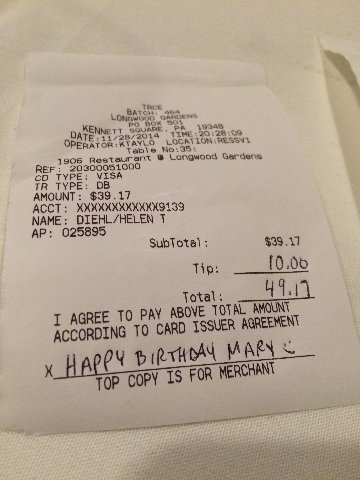 TRCE
BATCH: 464
LONGWOOD GARDENS
PO BOX 501
KENNETT SQUARE, PA 19348
DATE:11/28/2014 TIME:20:28:09
OPERATOR:KTAYLO LOCATION:RESSV1
Table No:35:
1906 Restaurant @ Longwood Gardens
REF: 20300051000
CD TYPE: VISA
TR TYPE: DB
AMOUNT: $39.17
ACCT: XXXXXXXXXXXX9139
NAME: DIEHL/HELEN T
AP: 025895
SubTotal: $39.17
Tip: 10.00
Total: 49.17
I AGREE TO PAY ABOVE TOTAL AMOUNT
ACCORDING TO CARD ISSUER AGREEMENT
X HAPPY BIRTHDAY MARY
TOP COPY IS FOR MERCHANT